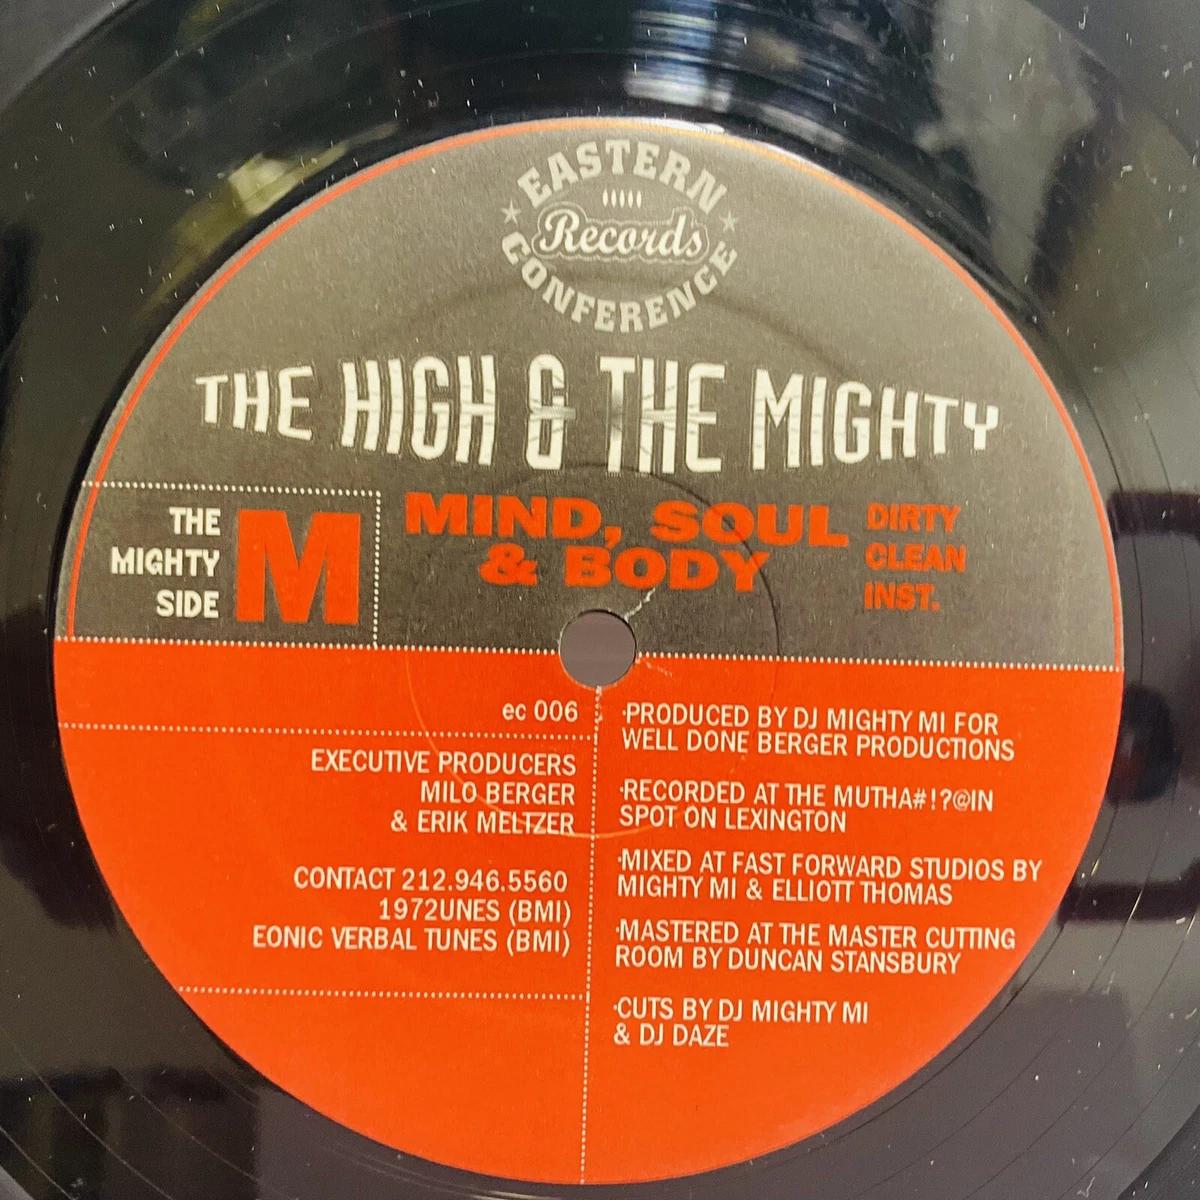 EASTERN
Records
CONFERENCE
THE HIGH & THE MIGHTY
THE
MIGHTY
SIDE
M
MIND, SOUL
& BODY
DIRTY
CLEAN
INST.
ec 006
EXECUTIVE PRODUCERS
MILO BERGER
& ERIK MELTZER
CONTACT 212.946.5560
1972UNES (BMI)
EONIC VERBAL TUNES (BMI)
·PRODUCED BY DJ MIGHTY MI FOR
WELL DONE BERGER PRODUCTIONS
·RECORDED AT THE MUTHA#!?@IN
SPOT ON LEXINGTON
·MIXED AT FAST FORWARD STUDIOS BY
MIGHTY MI & ELLIOTT THOMAS
·MASTERED AT THE MASTER CUTTING
ROOM BY DUNCAN STANSBURY
·CUTS BY DJ MIGHTY MI
& DJ DAZE